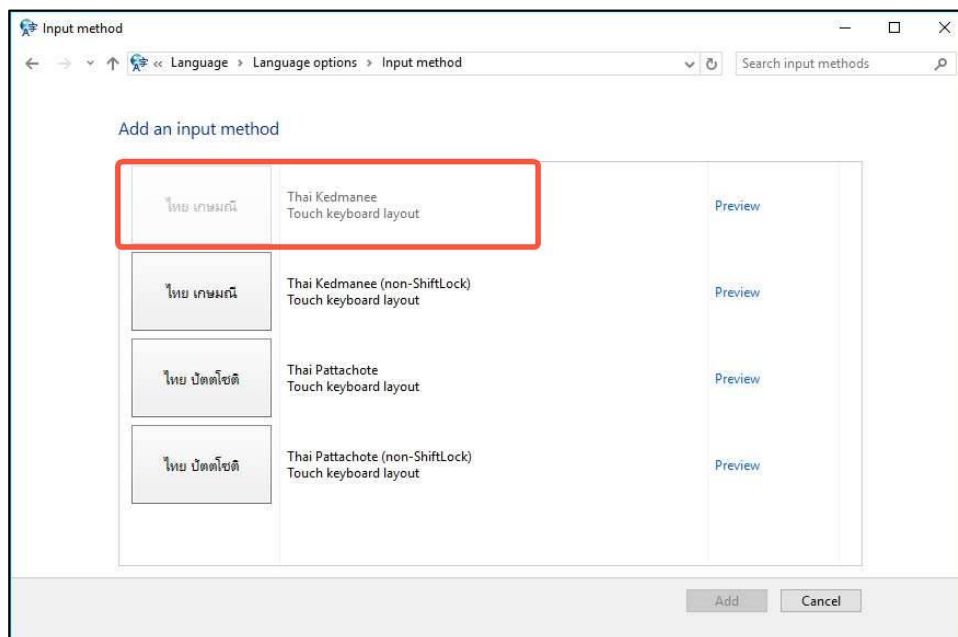 Input method
« Language › Language options › Input method
Search input methods
Add an input method
ไทย เกษมณี
Thai Kedmanee
Touch keyboard layout
Preview
ไทย เกษมณี
Thai Kedmanee (non-ShiftLock)
Touch keyboard layout
Preview
ไทย ปัตตโชติ
Thai Pattachote
Touch keyboard layout
Preview
ไทย ปัตตโชติ
Thai Pattachote (non-ShiftLock)
Touch keyboard layout
Preview
Add
Cancel